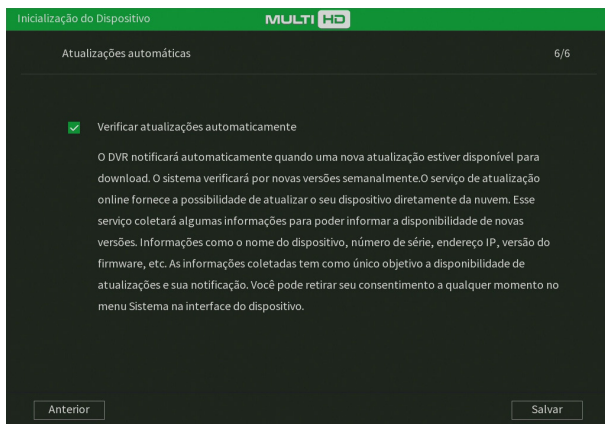 Inicialização do Dispositivo
MULTI HD
Atualizações automáticas
6/6
Verificar atualizações automaticamente
O DVR notificará automaticamente quando uma nova atualização estiver disponível para
download. O sistema verificará por novas versões semanalmente.O serviço de atualização
online fornece a possibilidade de atualizar o seu dispositivo diretamente da nuvem. Esse
serviço coletará algumas informações para poder informar a disponibilidade de novas
versões. Informações como o nome do dispositivo, número de série, endereço IP, versão do
firmware, etc. As informações coletadas tem como único objetivo a disponibilidade de
atualizações e sua notificação. Você pode retirar seu consentimento a qualquer momento no
menu Sistema na interface do dispositivo.
Anterior
Salvar